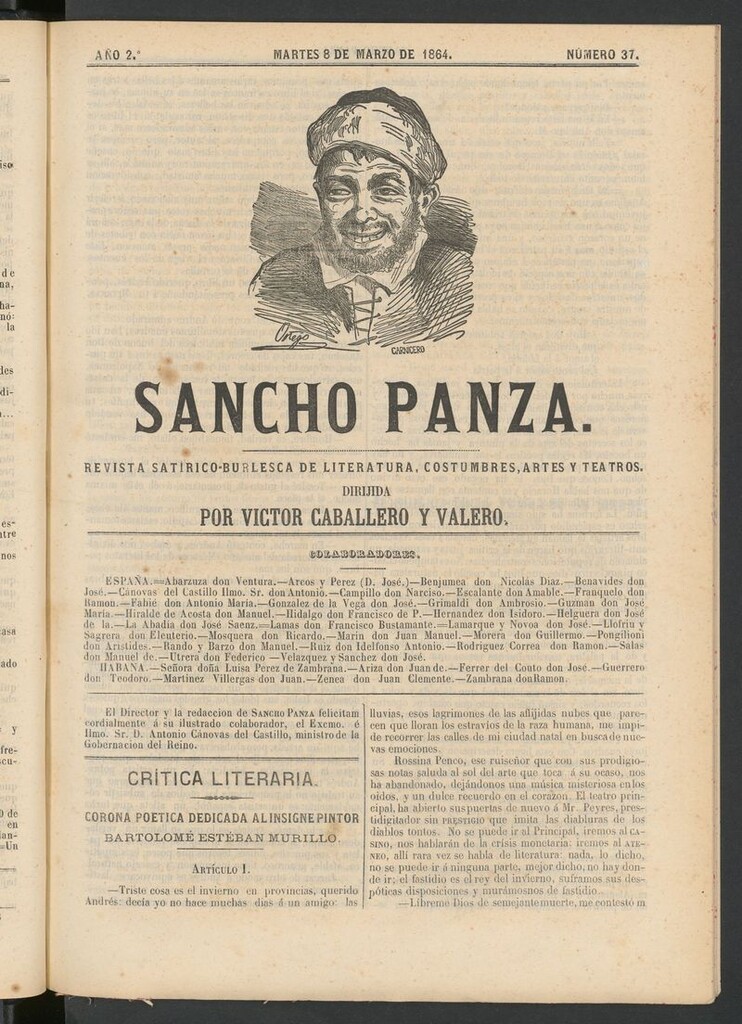 AÑO 2.°
MARTES 8 DE MARZO DE 1864.
NÚMERO 37.
Ortego
CARNICERO
SANCHO PANZA.
REVISTA SATIRICO-BURLESCA DE LITERATURA, COSTUMBRES, ARTES Y TEATROS.
DIRIJIDA
POR VICTOR CABALLERO Y VALERO.
COLABORADORES.
ESPAÑA.=Abarzuza don Ventura.—Arcos y Perez (D. José.)—Benjumea don Nicolás Diaz.—Benavides don
José.—Cánovas del Castillo Ilmo. Sr. don Antonio.—Campillo don Narciso.—Escalante don Amable.—Franquelo don
Ramon.—Fabié don Antonio María.—Gonzalez de la Vega don José.—Grimaldi don Ambrosio.—Guzman don José
María.—Hiralde de Acosta don Manuel.—Hidalgo don Francisco de P.—Hernandez don Isidoro.—Helguera don José
de la.—La Abadia don José Saenz.=Lamas don Francisco Bustamante.—Lamarque y Novoa don José.—Llofriu y
Sagrera don Eleuterio.—Mosquera don Ricardo.—Marin don Juan Manuel.—Morera don Guillermo.—Pongilioni
don Aristides.—Rando y Barzo don Manuel.—Ruiz don Idelfonso Antonio.—Rodriguez Correa don Ramon.—Salas
don Manuel de.—Utrera don Federico—Velazquez y Sanchez don José.
HABANA.—Señora doña Luisa Perez de Zambrana.—Ariza don Juan de.—Ferrer del Couto don José.—Guerrero
don Teodoro.—Martinez Villergas don Juan.—Zenea don Juan Clemente.—Zambrana don Ramon.
El Director y la redaccion de SANCHO PANZA felicitan
cordialmente á su ilustrado colaborador, el Excmo. é
Ilmo. Sr. D. Antonio Cánovas del Castillo, ministro de la
Gobernacion del Reino.
CRÍTICA LITERARIA.
CORONA POETICA DEDICADA AL INSIGNE PINTOR
BARTOLOMÉ ESTÉBAN MURILLO.
ARTÍCULO I.
—Triste cosa es el invierno en provincias, querido
Andrés: decía yo no hace muchas dias á un amigo: las
lluvias, esos lagrimones de las aflijidas nubes que pare-
cen que lloran los estravíos de la raza humana, me impi-
de recorrer las calles de mi ciudad natal en busca de nue-
vas emociones.
Rossina Penco, ese ruiseñor que con sus prodigio-
sas notas saluda al sol del arte que toca á su ocaso, nos
ha abandonado, dejándonos una música misteriosa en los
oidos, y un dulce recuerdo en el corazon. El teatro prin-
cipal, ha abierto sus puertas de nuevo á Mr. Peyres, pres-
tidigitador sin PRESTIGIO que imita las diabluras de los
diablos tontos. No se puede ir al Principal, iremos al CA-
SINO, nos hablarán de la crisis monetaria: iremos al ATE-
NEO, alli rara vez se habla de literatura: nada, lo dicho,
no se puede ir á ninguna parte, mejor dicho, no hay don-
de ir; el fastidio es el rey del invierno, suframos sus des-
póticas disposiciones y murámosnos de fastidio.
—Líbreme Dios de semejante muerte, me contestó m